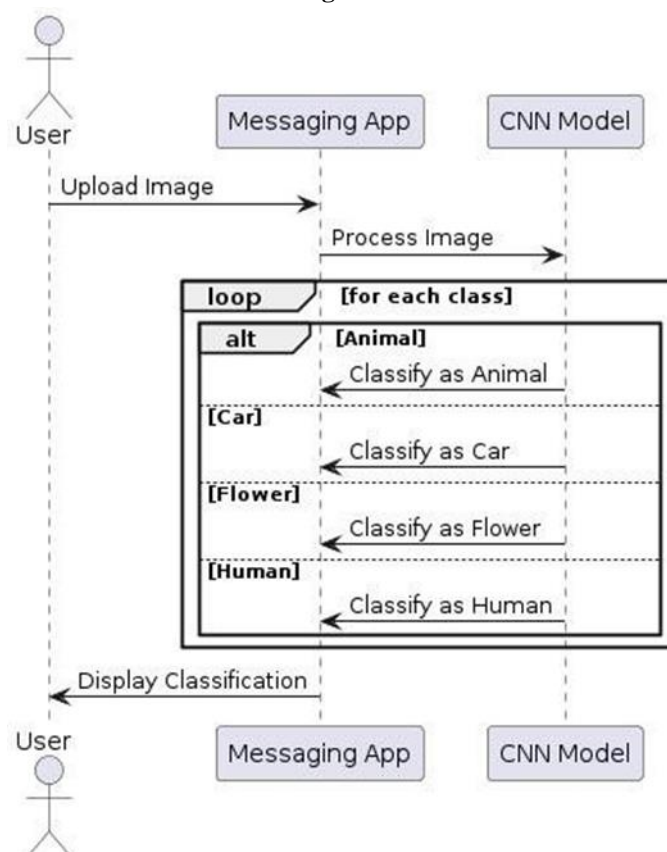 User
Messaging App
CNN Model
Upload Image
Process Image
loop
[for each class]
alt
[Animal]
Classify as Animal
[Car]
Classify as Car
[Flower]
Classify as Flower
[Human]
Classify as Human
Display Classification
User
Messaging App
CNN Model